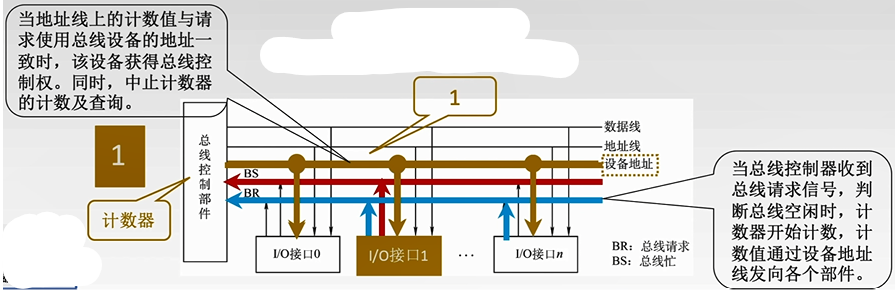 当地址线上的计数值与请
求使用总线设备的地址一
致时，该设备获得总线控
制权。同时，中止计数器
的计数及查询。
1
1
计数器
总线控制部件
数据线
地址线
设备地址
BS
BR
I/O接口0
I/O接口1
…
I/O接口n
BR：总线请求
BS：总线忙
当总线控制器收到
总线请求信号，判
断总线空闲时，计
数器开始计数，计
数值通过设备地址
线发向各个部件。